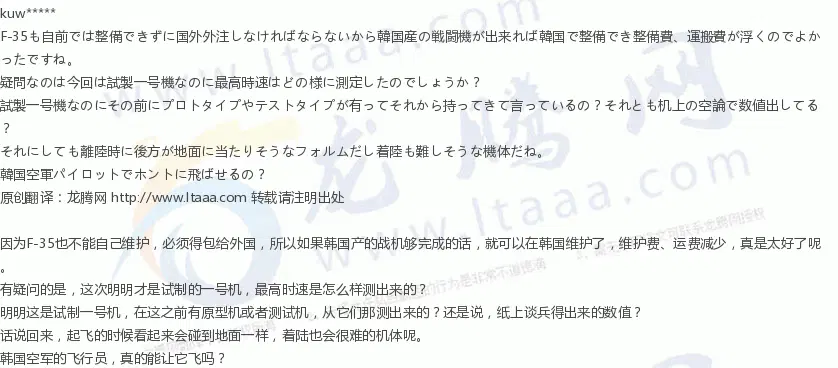 kuw*****
F-35も自前では整備できずに国外外注しなければならないから韓国産の戦闘機が出来れば韓国で整備でき整備費、運搬費が浮くのでよか
ったですね。
疑問なのは今回は試製一号機なのに最高時速はどの様に測定したのでしょうか？
試製一号機なのにその前にプロトタイプやテストタイプが有ってそれから持ってきて言っているの？それとも机上の空論で数値出してる
？
それにしても離陸時に後方が地面に当たりそうなフォルムだし着陸も難しそうな機体だね。
韓国空軍パイロットでホントに飛ばせるの？
原创翻译：龙腾网 http://www.ltaaa.com 转载请注明出处
因为F-35也不能自己维护，必须得包给外国，所以如果韩国产的战机够完成的话，就可以在韩国维护了，维护费、运费减少，真是太好了呢
。
有疑问的是，这次明明才是试制的一号机，最高时速是怎么样测出来的？
明明这是试制一号机，在这之前有原型机或者测试机，从它们那测出来的？还是说，纸上谈兵得出来的数值？
话说回来，起飞的时候看起来会碰到地面一样，着陆也会很难的机体呢。
韩国空军的飞行员，真的能让它飞吗？
龙腾网
www.ltaaa.com